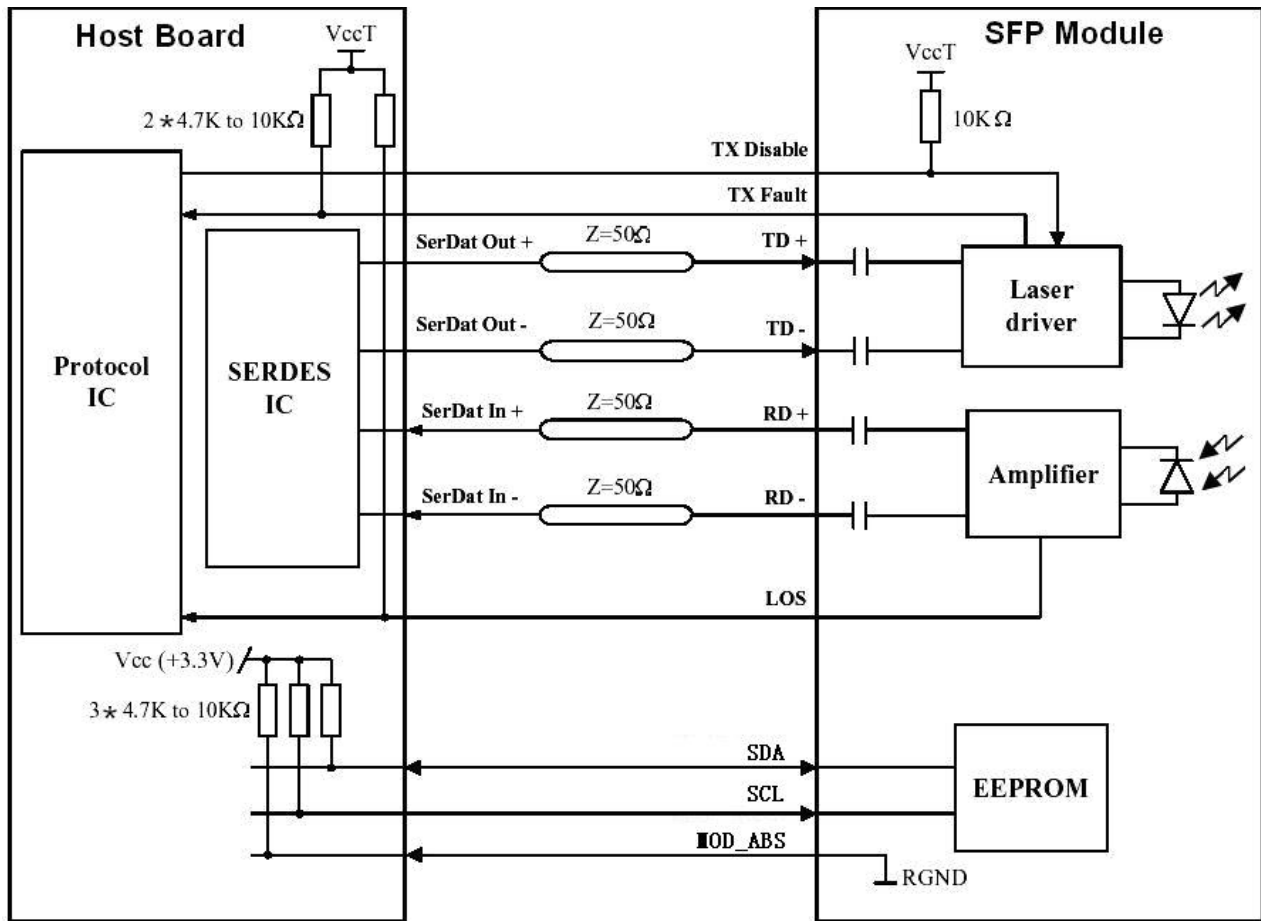 Host Board
SFP Module
VccT
VccT
2*4.7K to 10KΩ
10KΩ
TX Disable
TX Fault
SerDat Out +
Z=50Ω
TD +
SerDat Out -
Z=50Ω
TD -
Laser
driver
Protocol
IC
SERDES
IC
SerDat In +
Z=50Ω
RD +
SerDat In -
Z=50Ω
RD -
Amplifier
LOS
Vcc (+3.3V)
3*4.7K to 10KΩ
SDA
SCL
MOD_ABS
EEPROM
RGND